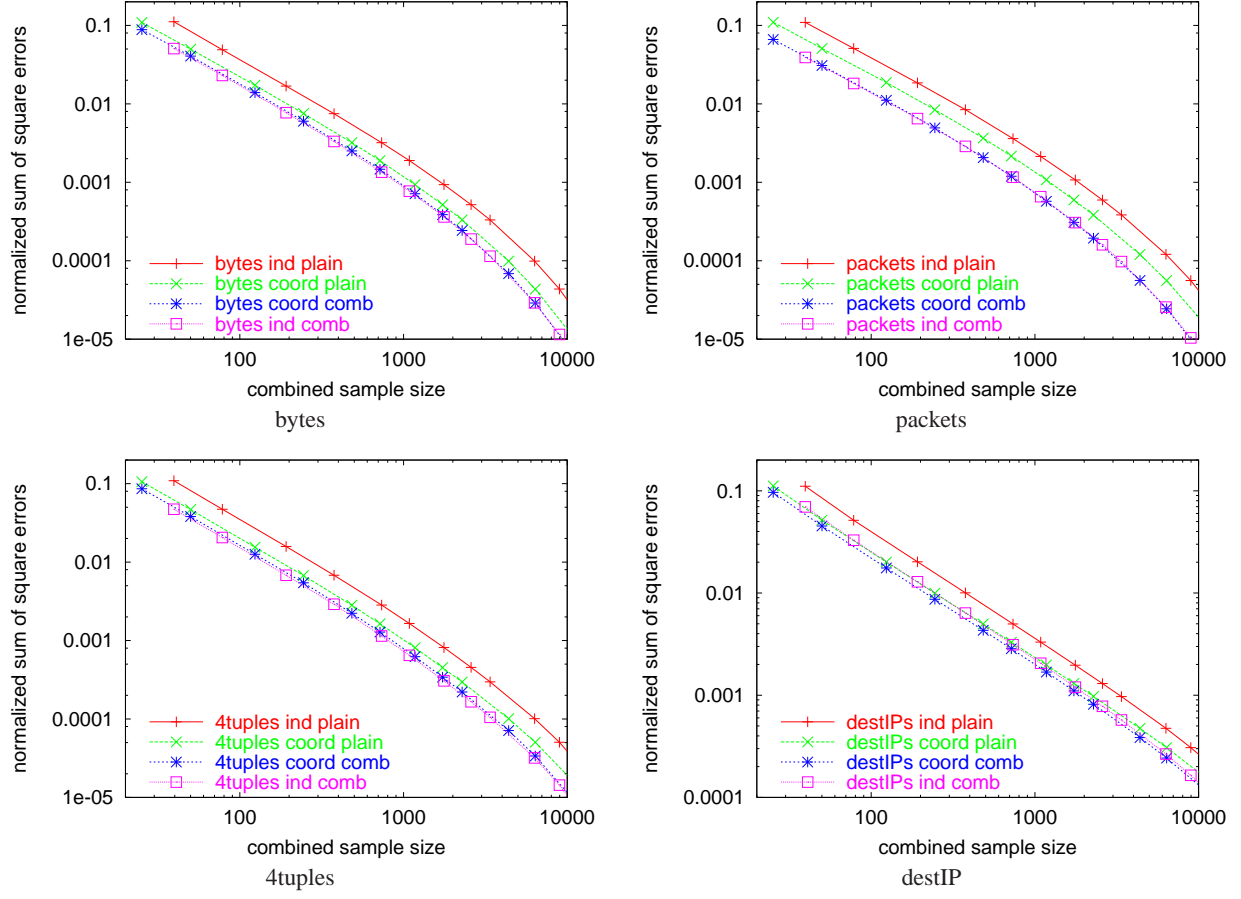 normalized sum of square errors
0.1
0.01
0.001
0.0001
1e-05
bytes ind plain
bytes coord plain
bytes coord comb
bytes ind comb
100 1000 10000
combined sample size
bytes
normalized sum of square errors
0.1
0.01
0.001
0.0001
1e-05
packets ind plain
packets coord plain
packets coord comb
packets ind comb
100 1000 10000
combined sample size
packets
normalized sum of square errors
0.1
0.01
0.001
0.0001
1e-05
4tuples ind plain
4tuples coord plain
4tuples coord comb
4tuples ind comb
100 1000 10000
combined sample size
4tuples
normalized sum of square errors
0.1
0.01
0.001
0.0001
destIPs ind plain
destIPs coord plain
destIPs coord comb
destIPs ind comb
100 1000 10000
combined sample size
destIP